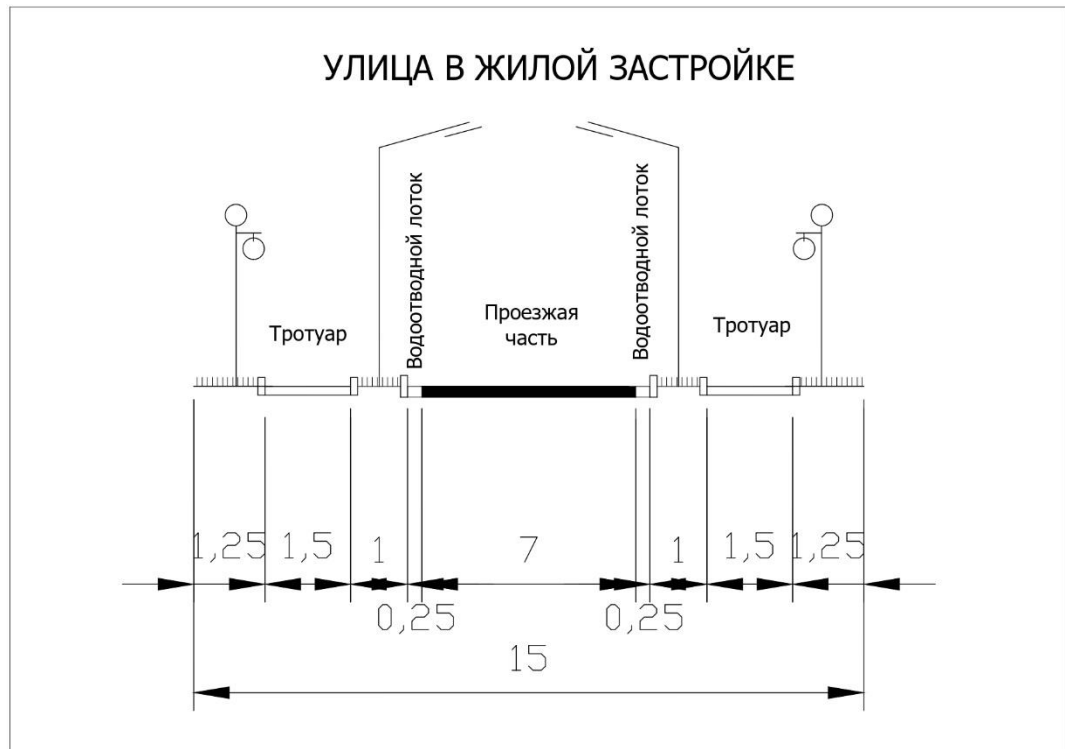 УЛИЦА В ЖИЛОЙ ЗАСТРОЙКЕ
Водоотводной лоток
Водоотводной лоток
Тротуар
Проезжая
часть
Тротуар
1,25 1,5 1 7 1 1,5 1,25
0,25 0,25
15